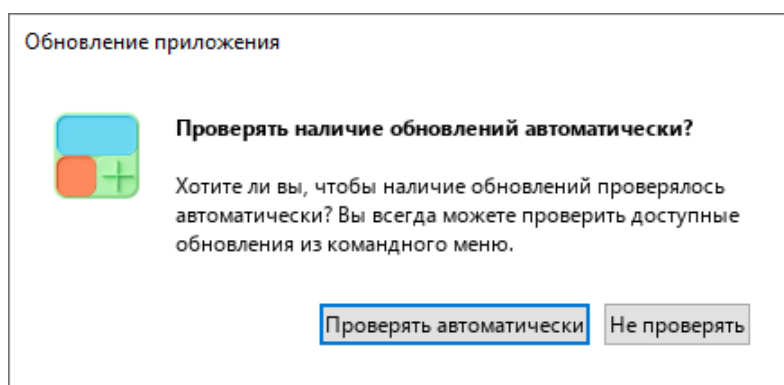 Обновление приложения
Проверять наличие обновлений автоматически?
Хотите ли вы, чтобы наличие обновлений проверялось
автоматически? Вы всегда можете проверить доступные
обновления из командного меню.
Проверять автоматически
Не проверять